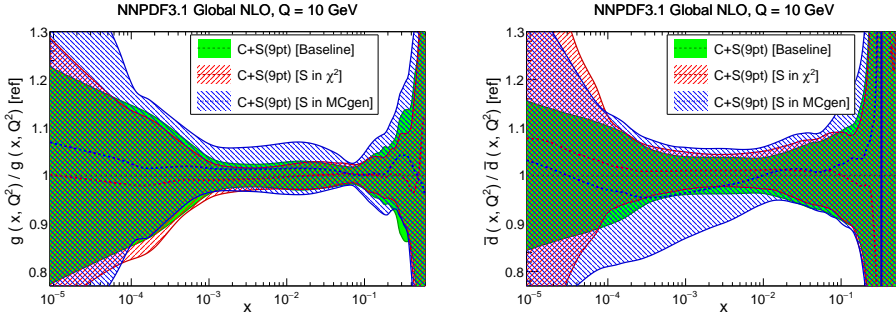 NNPDF3.1 Global NLO, Q = 10 GeV
g ( x, Q²) / g ( x, Q²) [ref]
1.3
1.2
1.1
1
0.9
0.8
C+S(9pt) [Baseline]
C+S(9pt) [S in χ²]
C+S(9pt) [S in MCgen]
10⁻⁵ 10⁻⁴ 10⁻³ 10⁻² 10⁻¹
x
NNPDF3.1 Global NLO, Q = 10 GeV
d̅ ( x, Q²) / d̅ ( x, Q²) [ref]
1.3
1.2
1.1
1
0.9
0.8
C+S(9pt) [Baseline]
C+S(9pt) [S in χ²]
C+S(9pt) [S in MCgen]
10⁻⁵ 10⁻⁴ 10⁻³ 10⁻² 10⁻¹
x